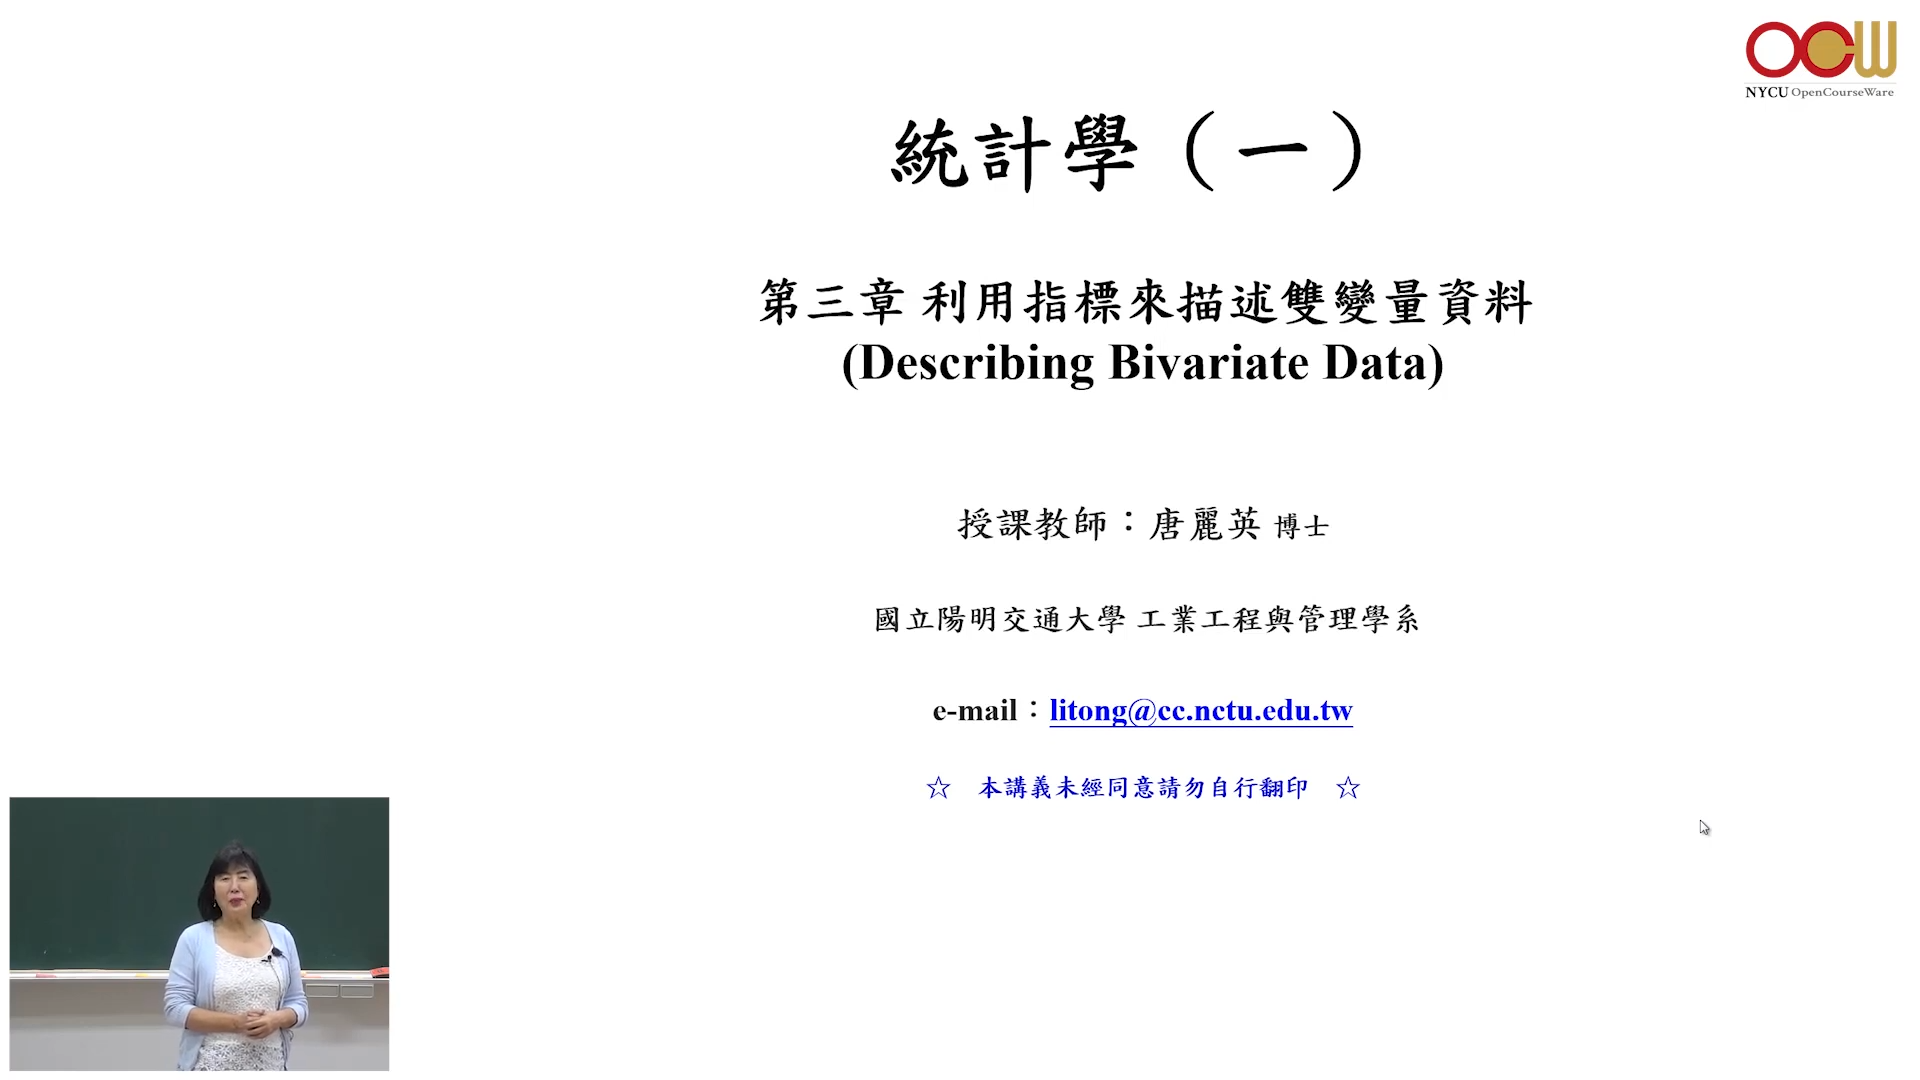 OCW
NYCU OpenCourseWare
統計學（一）
第三章 利用指標來描述雙變量資料
(Describing Bivariate Data)
授課教師：唐麗英 博士
國立陽明交通大學 工業工程與管理學系
e-mail：litong@cc.nctu.edu.tw
☆ 本講義未經同意請勿自行翻印 ☆